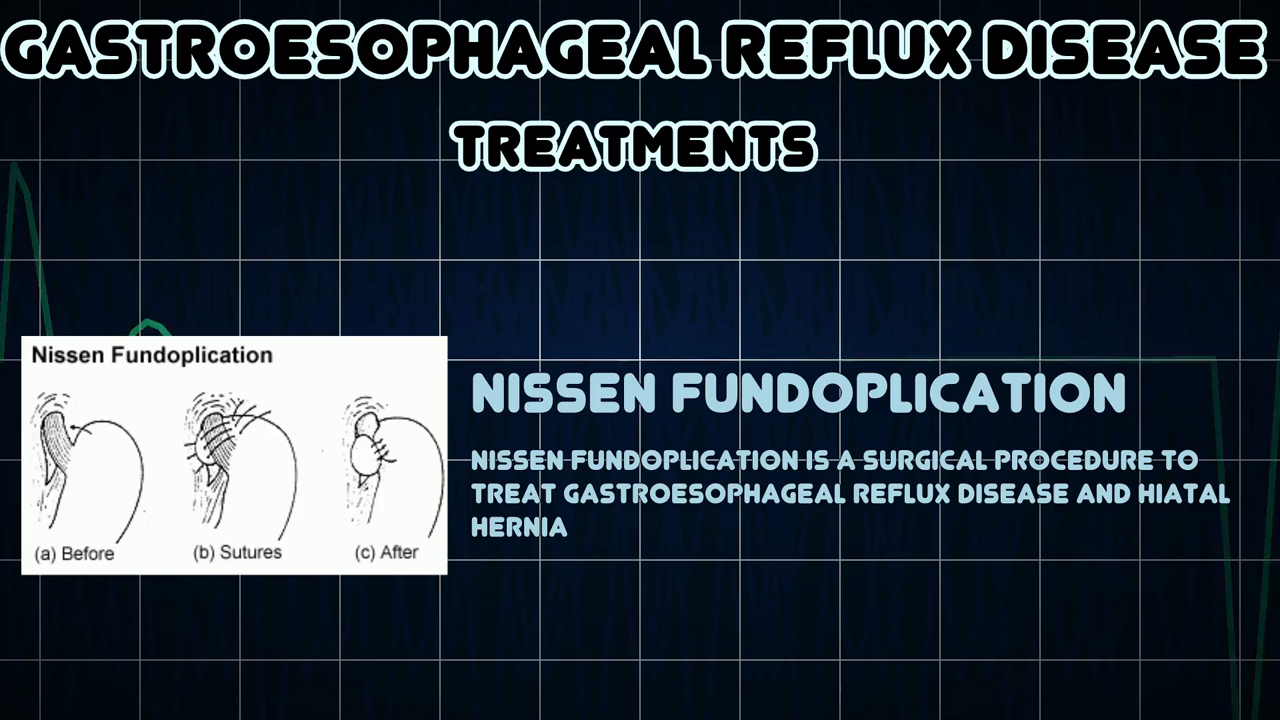 GASTROESOPHAGEAL REFLUX DISEASE
TREATMENTS
Nissen Fundoplication
(a) Before
(b) Sutures
(c) After
NISSEN FUNDOPLICATION
NISSEN FUNDOPLICATION IS A SURGICAL PROCEDURE TO
TREAT GASTROESOPHAGEAL REFLUX DISEASE AND HIATAL
HERNIA